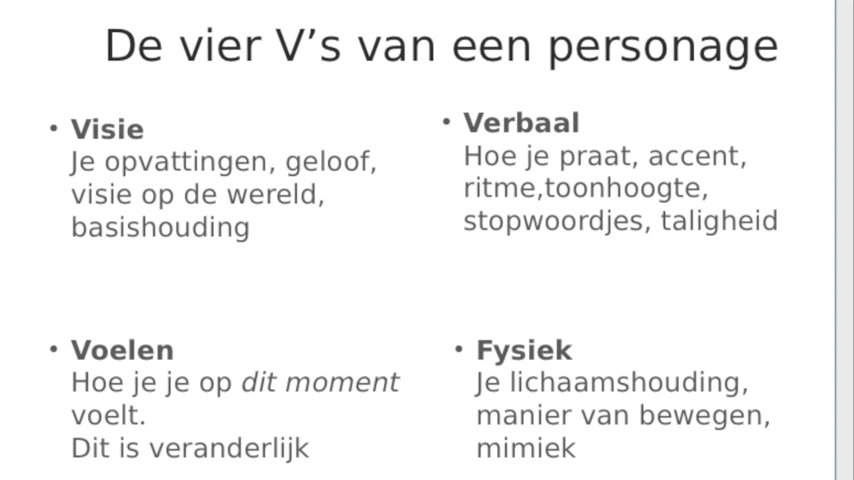 De vier V’s van een personage
• Visie
Je opvattingen, geloof,
visie op de wereld,
basishouding
• Verbaal
Hoe je praat, accent,
ritme,toonhoogte,
stopwoordjes, taligheid
• Voelen
Hoe je je op dit moment
voelt.
Dit is veranderlijk
• Fysiek
Je lichaamshouding,
manier van bewegen,
mimiek